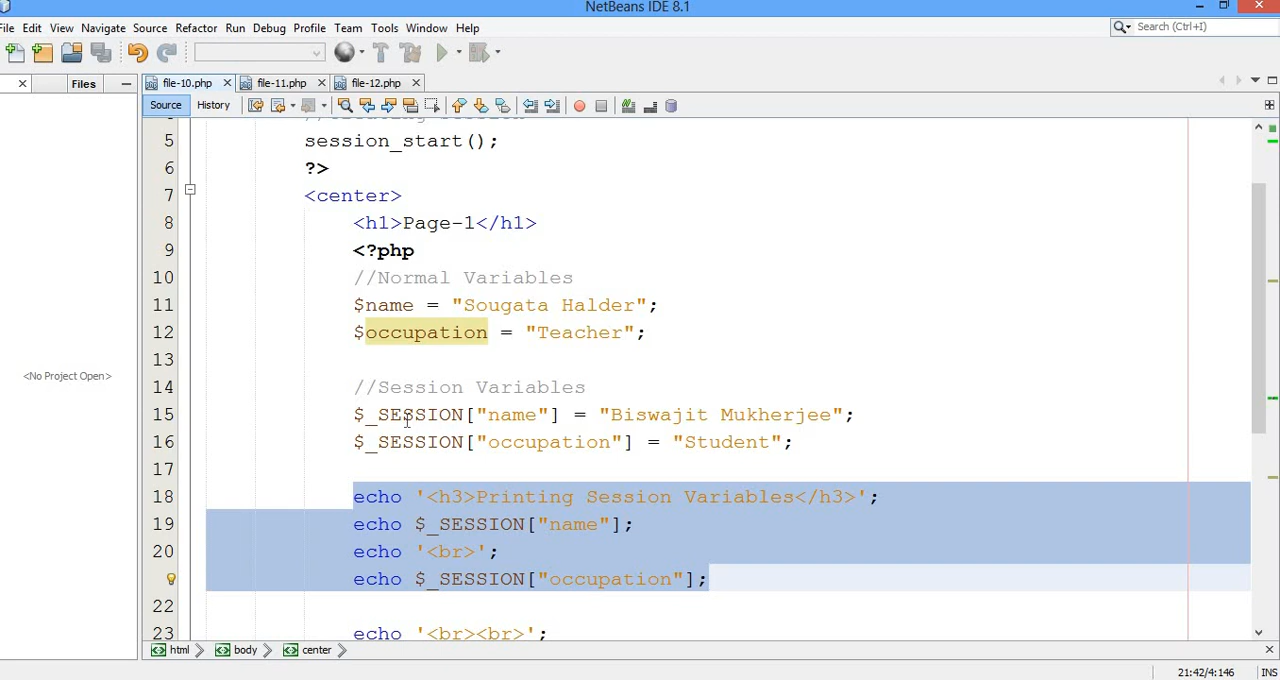 NetBeans IDE 8.1
File Edit View Navigate Source Refactor Run Debug Profile Team Tools Window Help
Search (Ctrl+I)
Files
file-10.php file-11.php file-12.php
Source History
5 session_start();
6 ?>
7 <center>
8 <h1>Page-1</h1>
9 <?php
10 //Normal Variables
11 $name = "Sougata Halder";
12 $occupation = "Teacher";
13
14 //Session Variables
15 $_SESSION["name"] = "Biswajit Mukherjee";
16 $_SESSION["occupation"] = "Student";
17
18 echo '<h3>Printing Session Variables</h3>';
19 echo $_SESSION["name"];
20 echo '<br>';
echo $_SESSION["occupation"];
22
23 echo '<br><br>';
<No Project Open>
html body center
21:42/4:146 INS